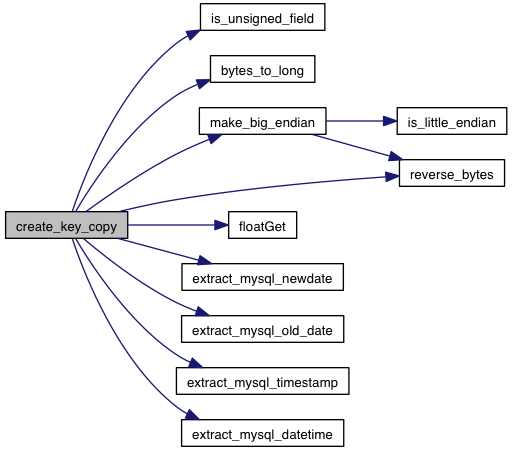 is_unsigned_field
bytes_to_long
make_big_endian
is_little_endian
reverse_bytes
create_key_copy
floatGet
extract_mysql_newdate
extract_mysql_old_date
extract_mysql_timestamp
extract_mysql_datetime